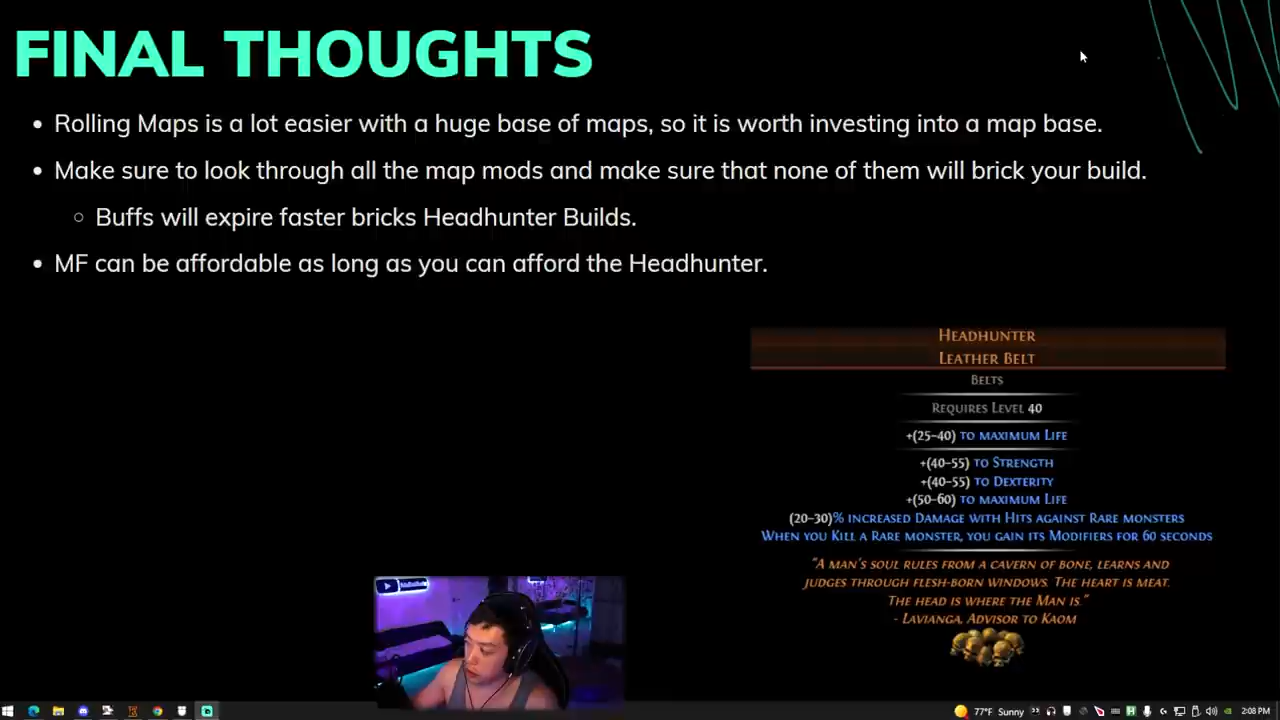 FINAL THOUGHTS
• Rolling Maps is a lot easier with a huge base of maps, so it is worth investing into a map base.
• Make sure to look through all the map mods and make sure that none of them will brick your build.
○ Buffs will expire faster bricks Headhunter Builds.
• MF can be affordable as long as you can afford the Headhunter.
HEADHUNTER
LEATHER BELT
BELTS
REQUIRES LEVEL 40
+(25–40) TO MAXIMUM LIFE
+(40–55) TO STRENGTH
+(40–55) TO DEXTERITY
+(50–60) TO MAXIMUM LIFE
(20–30)% INCREASED DAMAGE WITH HITS AGAINST RARE MONSTERS
WHEN YOU KILL A RARE MONSTER, YOU GAIN ITS MODIFIERS FOR 60 SECONDS
"A MAN'S SOUL RULES FROM A CAVERN OF BONE, LEARNS AND
JUDGES THROUGH FLESH-BORN WINDOWS. THE HEART IS MEAT.
THE HEAD IS WHERE THE MAN IS."
- LAVIANGA, ADVISOR TO KAOM
77°F Sunny
2:08 PM